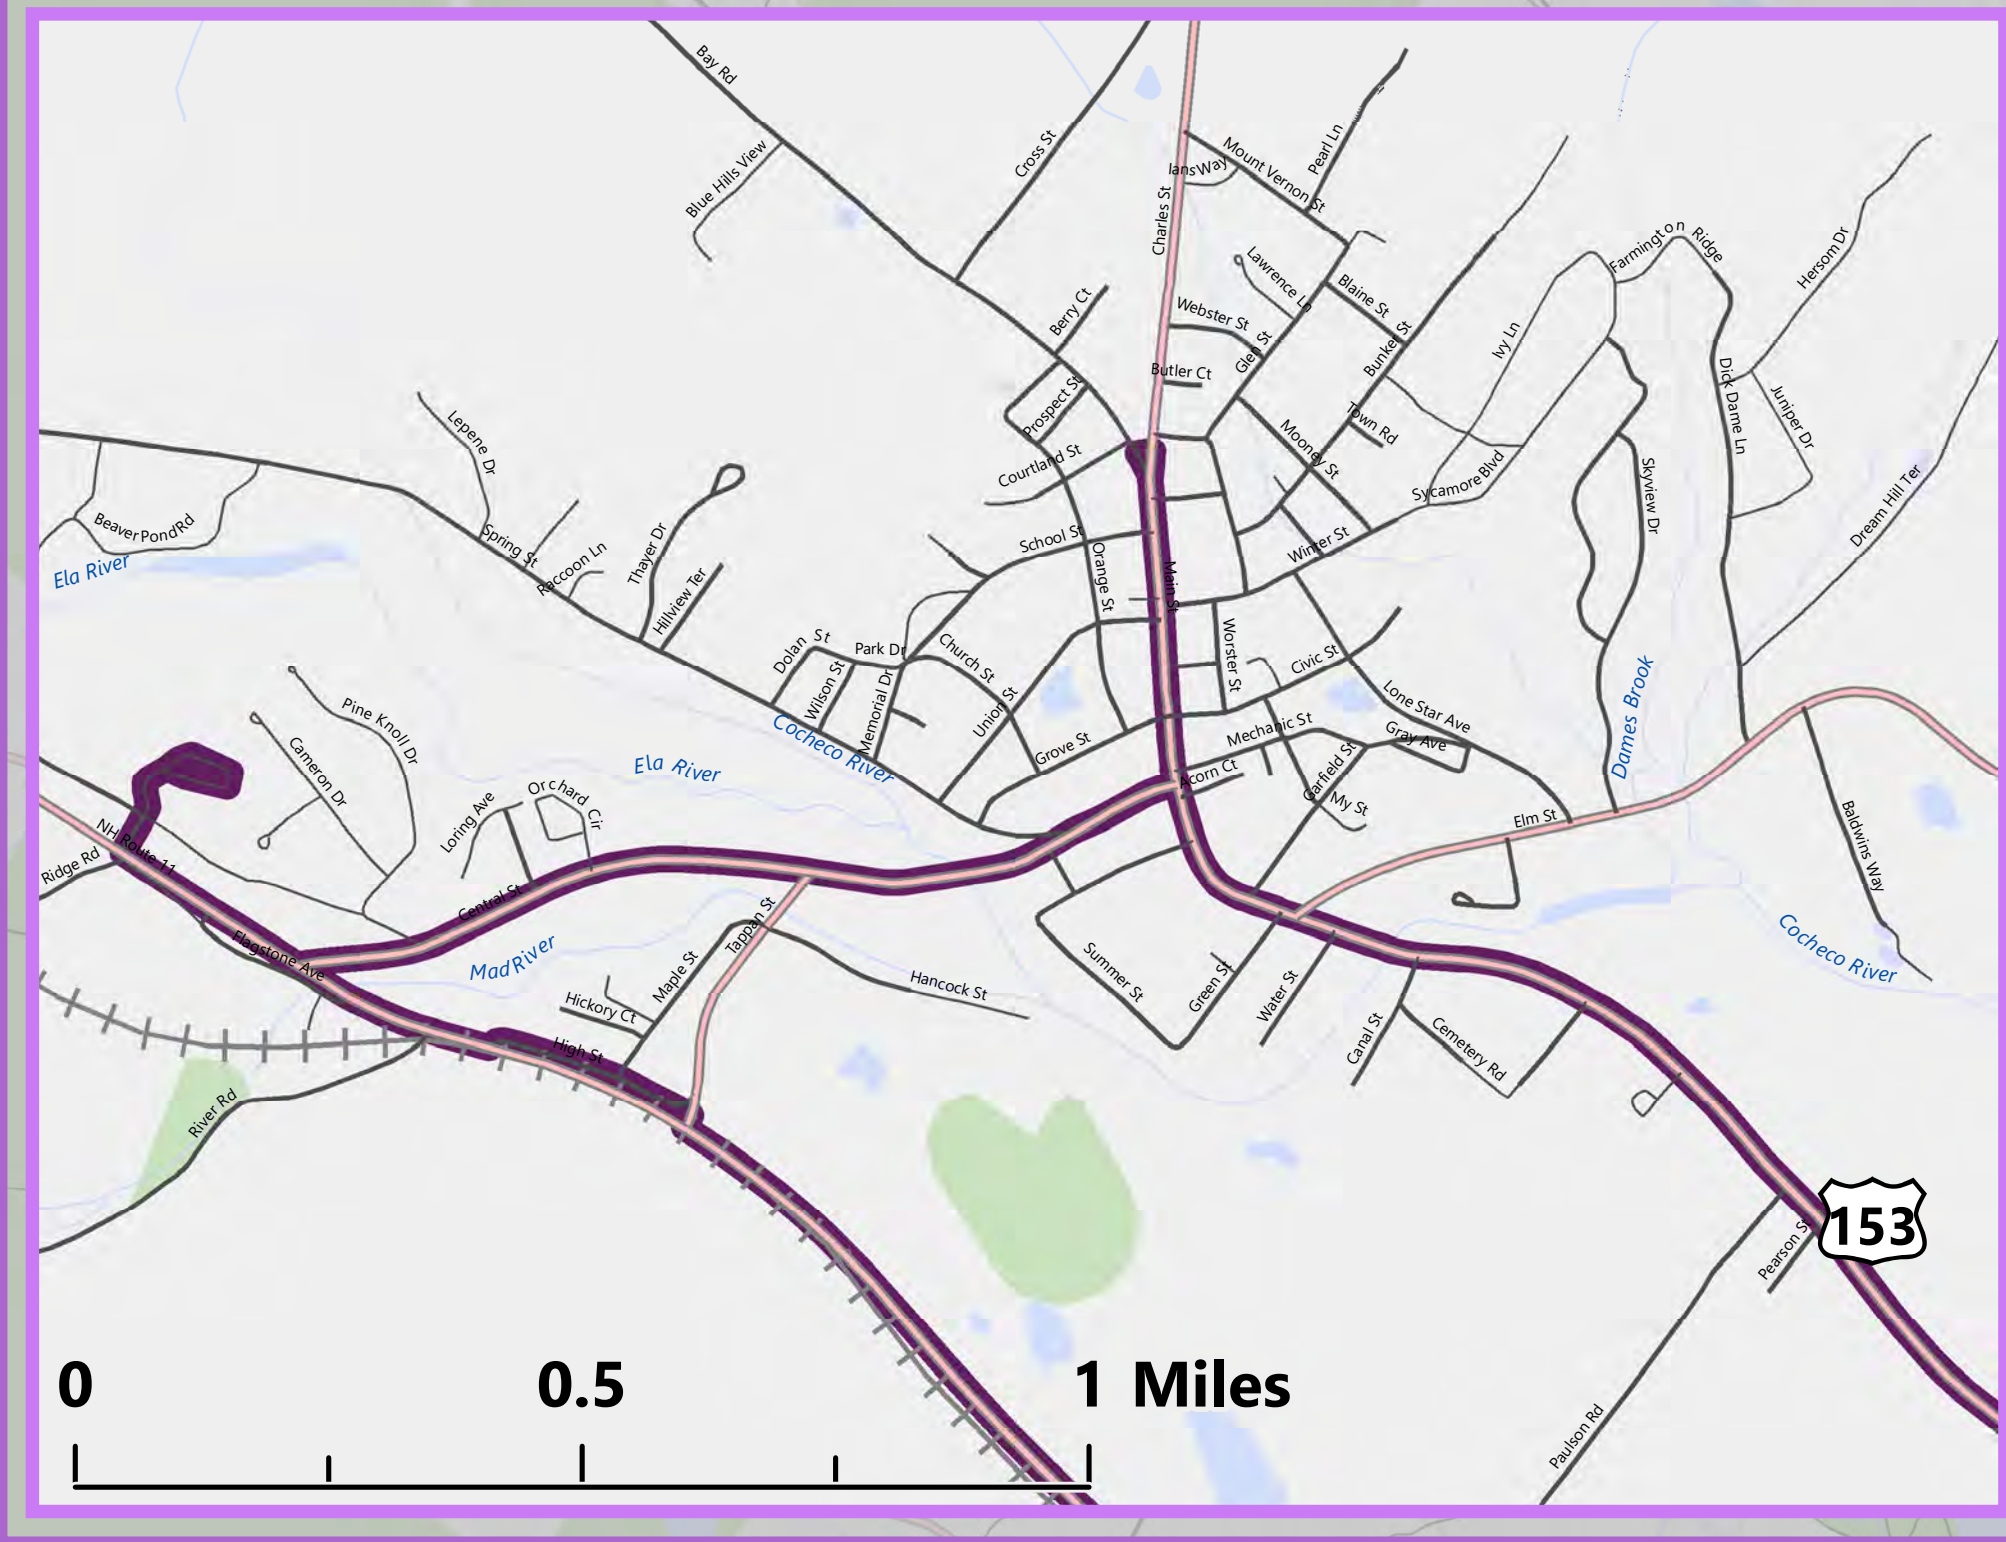 Bay Rd
Blue Hills View
Cross St
Mount Vernon St
Pearl Ln
IansWay
Charles St
Lawrence Ln
Blaine St
Farmington Ridge
Hersom Dr
Berry Ct
Webster St
Glen St
Bunker St
Ivy Ln
Butler Ct
Dick Dame Ln
Juniper Dr
Prospect St
Town Rd
Mooney St
Lepene Dr
Courtland St
Sycamore Blvd
Skyview Dr
Dream Hill Ter
BeaverPondRd
Ela River
Spring St
Raccoon Ln
Thayer Dr
Hillview Ter
School St
Orange St
Main St
Winter St
Dolan St
Park Dr
Wilson St
Memorial Dr
Church St
Union St
Worster St
Civic St
Lone Star Ave
Dames Brook
Pine Knoll Dr
Cameron Dr
Cocheco River
Ela River
Grove St
Mechanic St
Gray Ave
Acorn Ct
Garfield St
My St
Elm St
Baldwins Way
Orchard Cir
Loring Ave
NH Route 11
Ridge Rd
Central St
Flagstone Ave
MadRiver
Tappan St
Maple St
Hickory Ct
Hancock St
Summer St
Green St
Water St
Canal St
Cemetery Rd
Cocheco River
High St
River Rd
153
Pearson St
Paulson Rd
0 0.5 1 Miles